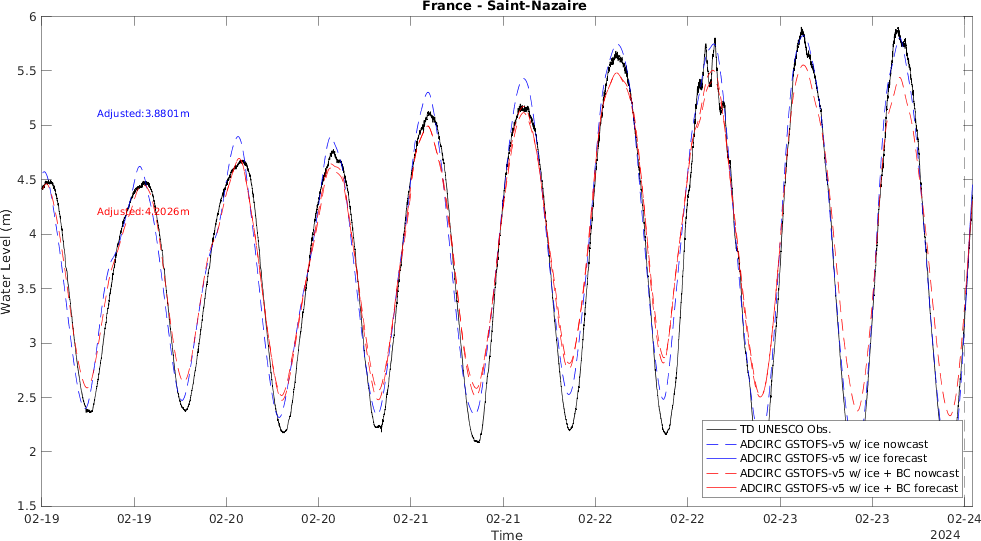 France - Saint-Nazaire
6
5.5
5
4.5
4
3.5
3
2.5
2
1.5
Water Level (m)
Adjusted:3.8801m
Adjusted:4.2026m
TD UNESCO Obs.
ADCIRC GSTOFS-v5 w/ ice nowcast
ADCIRC GSTOFS-v5 w/ ice forecast
ADCIRC GSTOFS-v5 w/ ice + BC nowcast
ADCIRC GSTOFS-v5 w/ ice + BC forecast
02-19 02-19 02-20 02-20 02-21 02-21 02-22 02-22 02-23 02-23 02-24
Time
2024